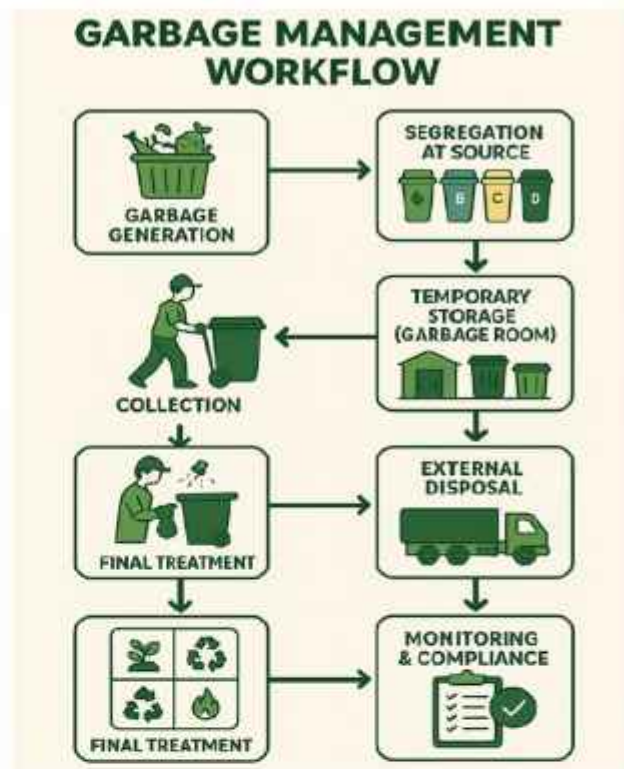 GARBAGE MANAGEMENT
WORKFLOW
GARBAGE
GENERATION
SEGREGATION
AT SOURCE
B
C
D
TEMPORARY
STORAGE
(GARBAGE ROOM)
COLLECTION
FINAL TREATMENT
EXTERNAL
DISPOSAL
FINAL TREATMENT
MONITORING
& COMPLIANCE